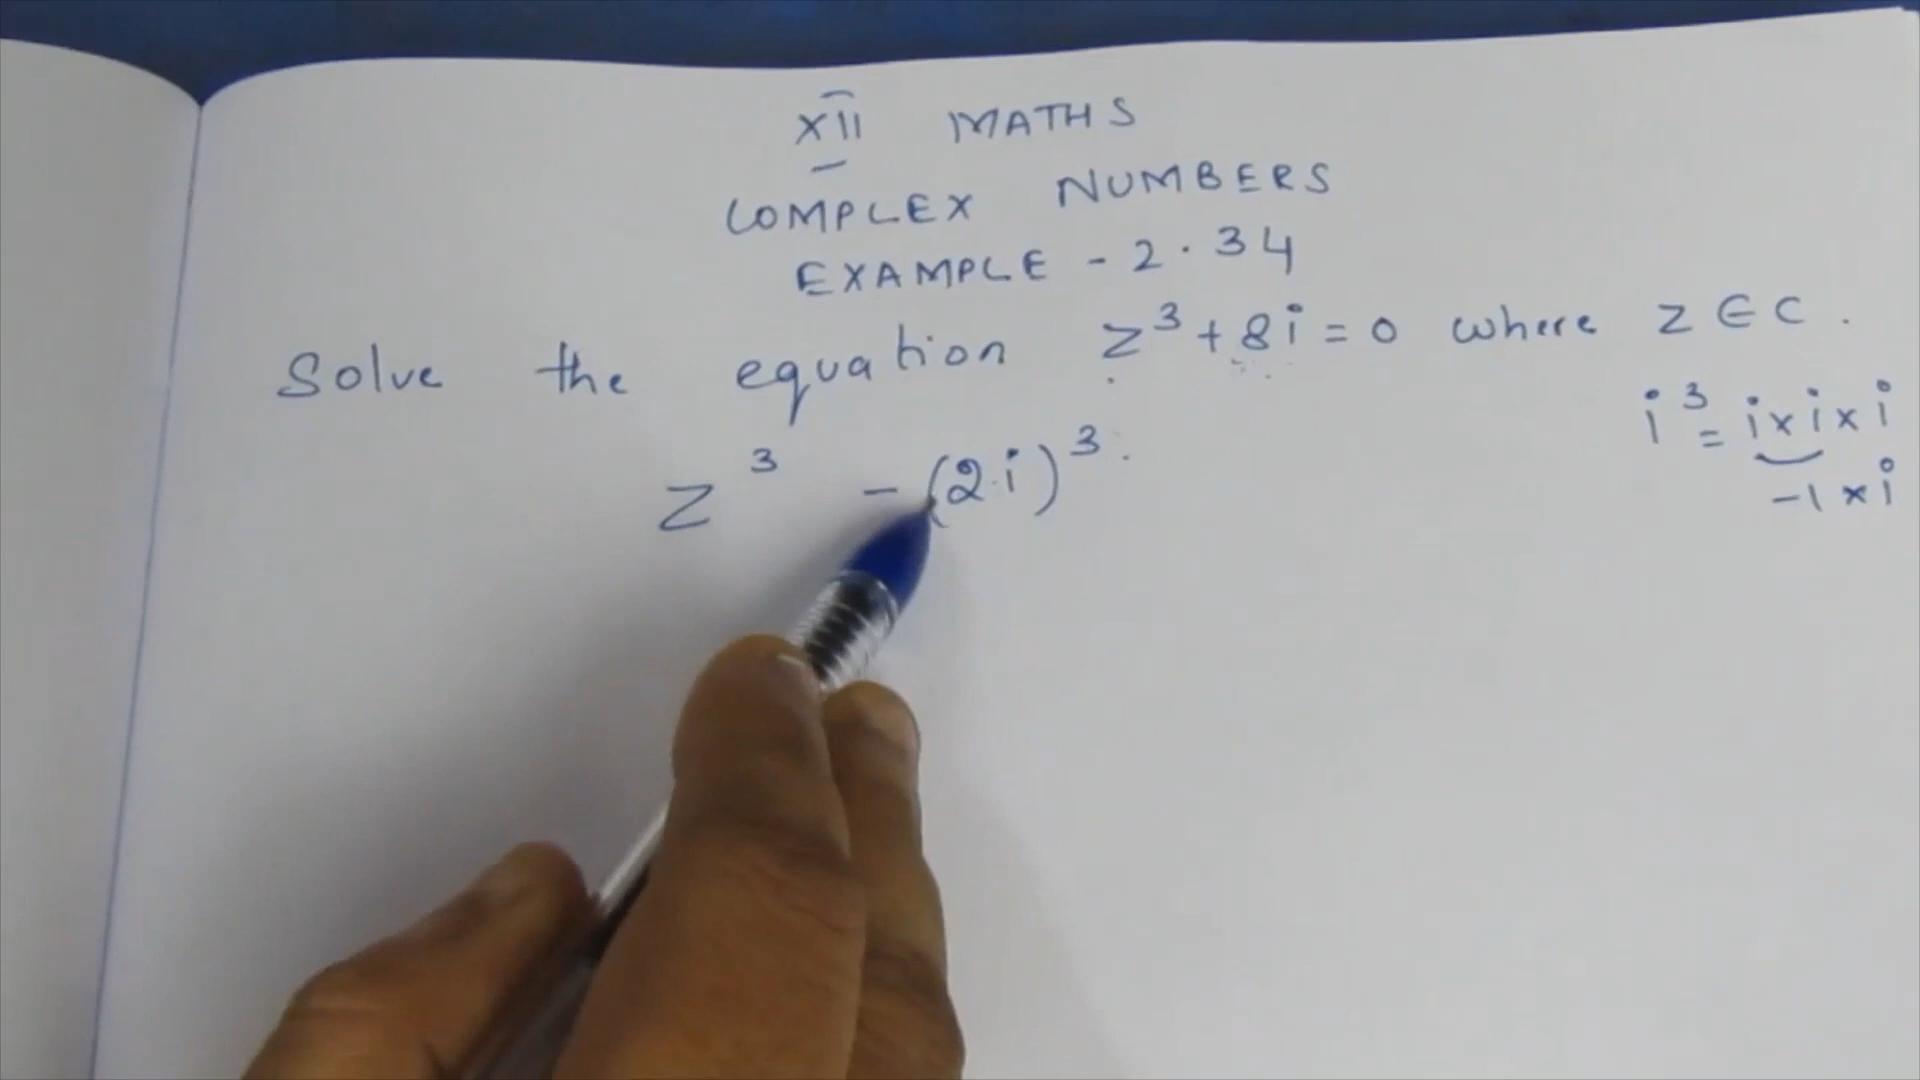 XII MATHS
COMPLEX NUMBERS
EXAMPLE - 2.34
Solve the equation z³ + 8i = 0 where z ∈ C.
i³ = i×i×i
-1×i
z³ -(2i)³